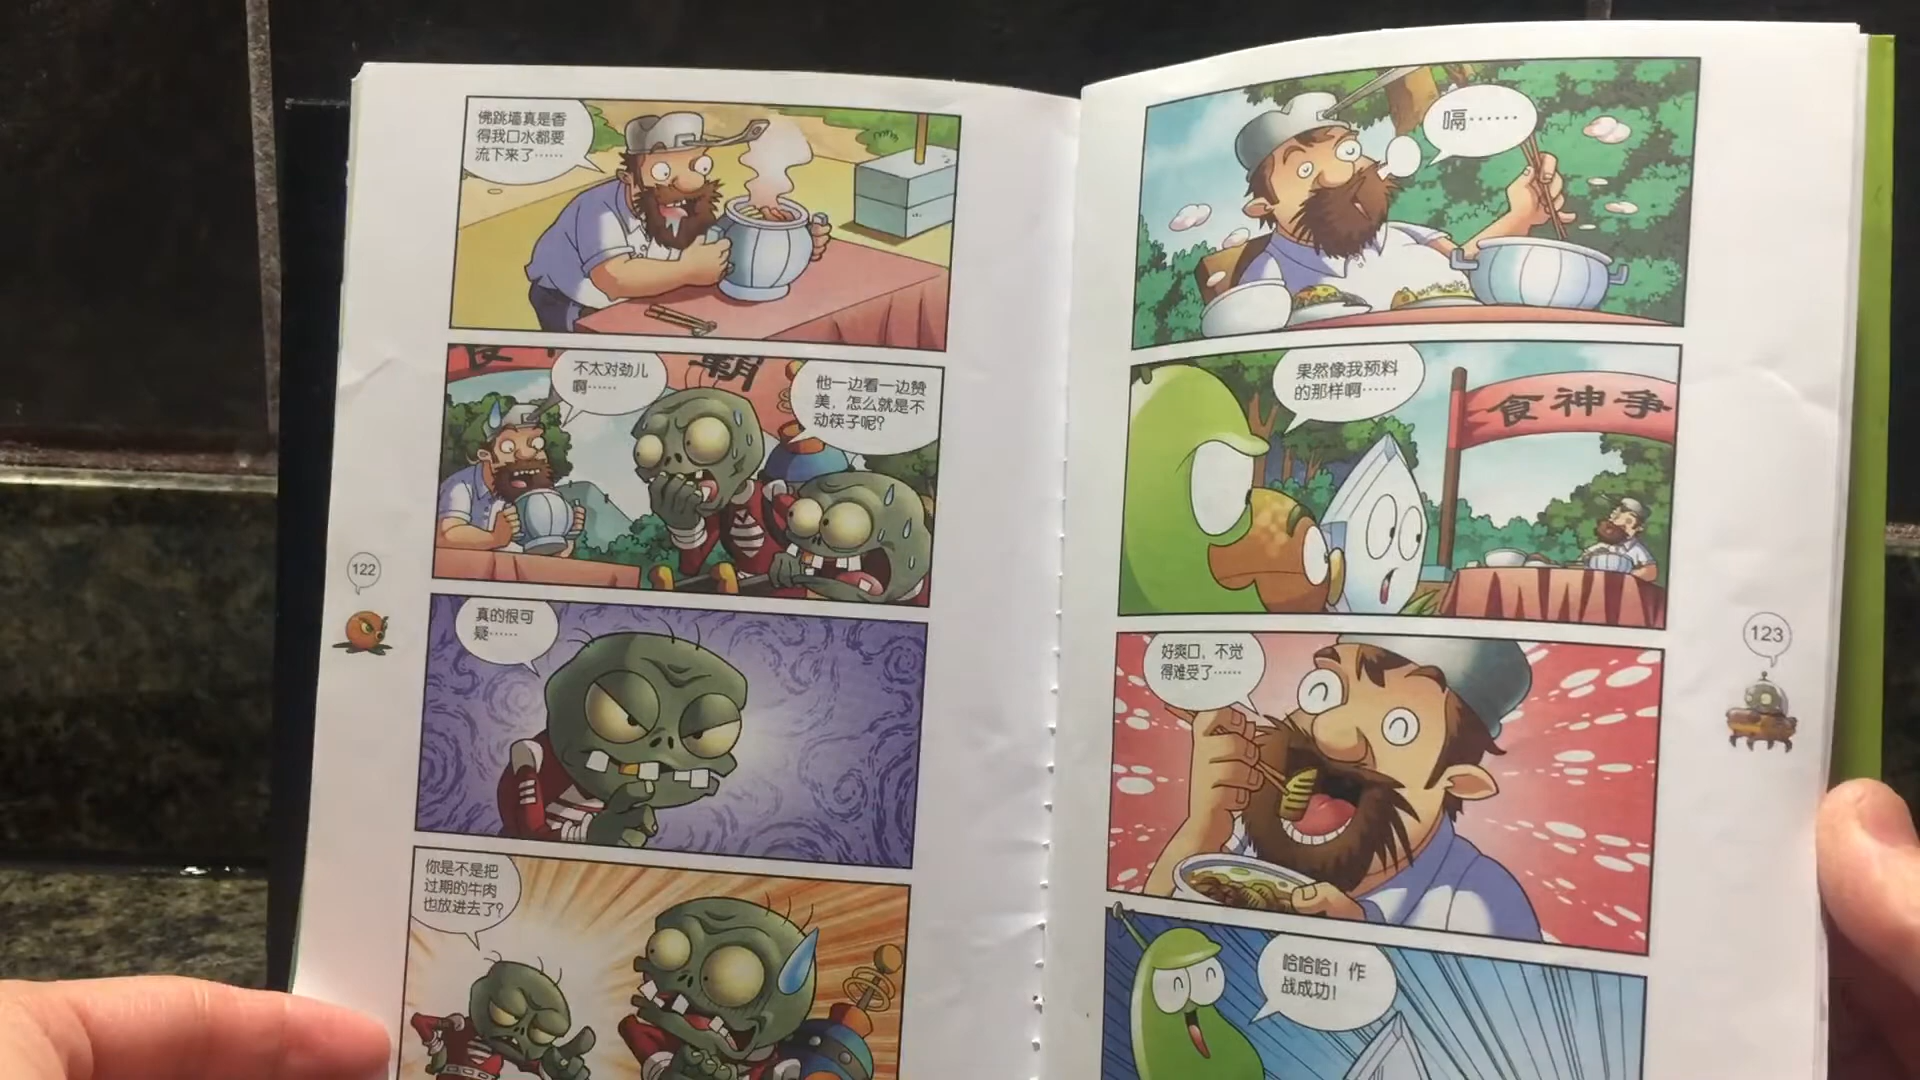 佛跳墙真是香
得我口水都要
流下来了……
不太对劲儿
啊……
霸
他一边看一边赞
美，怎么就是不
动筷子呢？
122
真的很可
疑……
你是不是把
过期的牛肉
也放进去了？
嗝……
果然像我预料
的那样啊……
食神争
好爽口，不觉
得难受了……
123
哈哈哈！作
战成功！